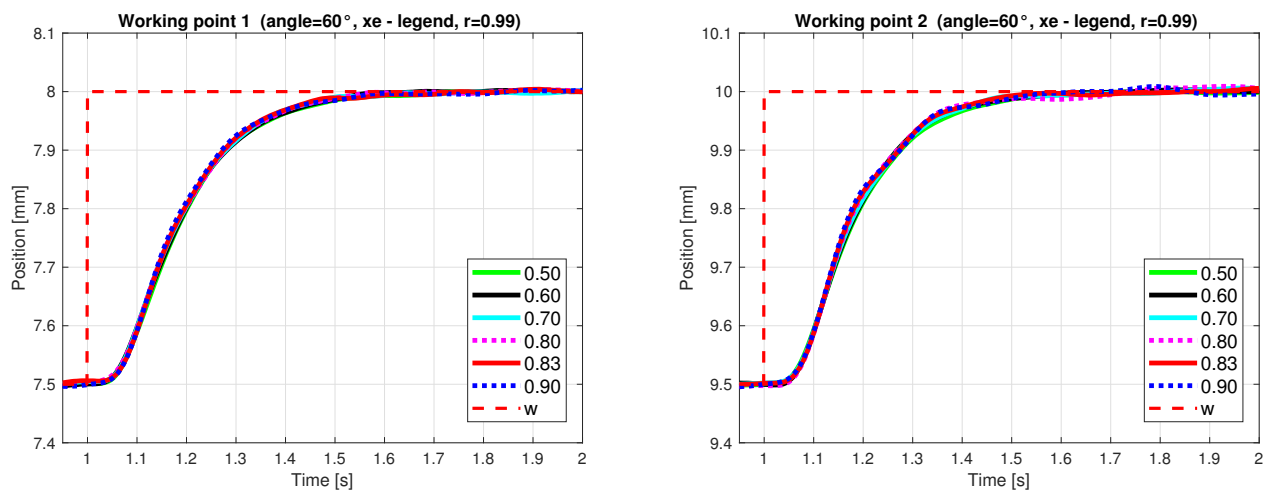 Working point 1 (angle=60°, xe - legend, r=0.99)
8.1
8
7.9
7.8
7.7
7.6
7.5
7.4
Position [mm]
0.50
0.60
0.70
0.80
0.83
0.90
w
1 1.1 1.2 1.3 1.4 1.5 1.6 1.7 1.8 1.9 2
Time [s]
Working point 2 (angle=60°, xe - legend, r=0.99)
10.1
10
9.9
9.8
9.7
9.6
9.5
9.4
Position [mm]
0.50
0.60
0.70
0.80
0.83
0.90
w
1 1.1 1.2 1.3 1.4 1.5 1.6 1.7 1.8 1.9 2
Time [s]